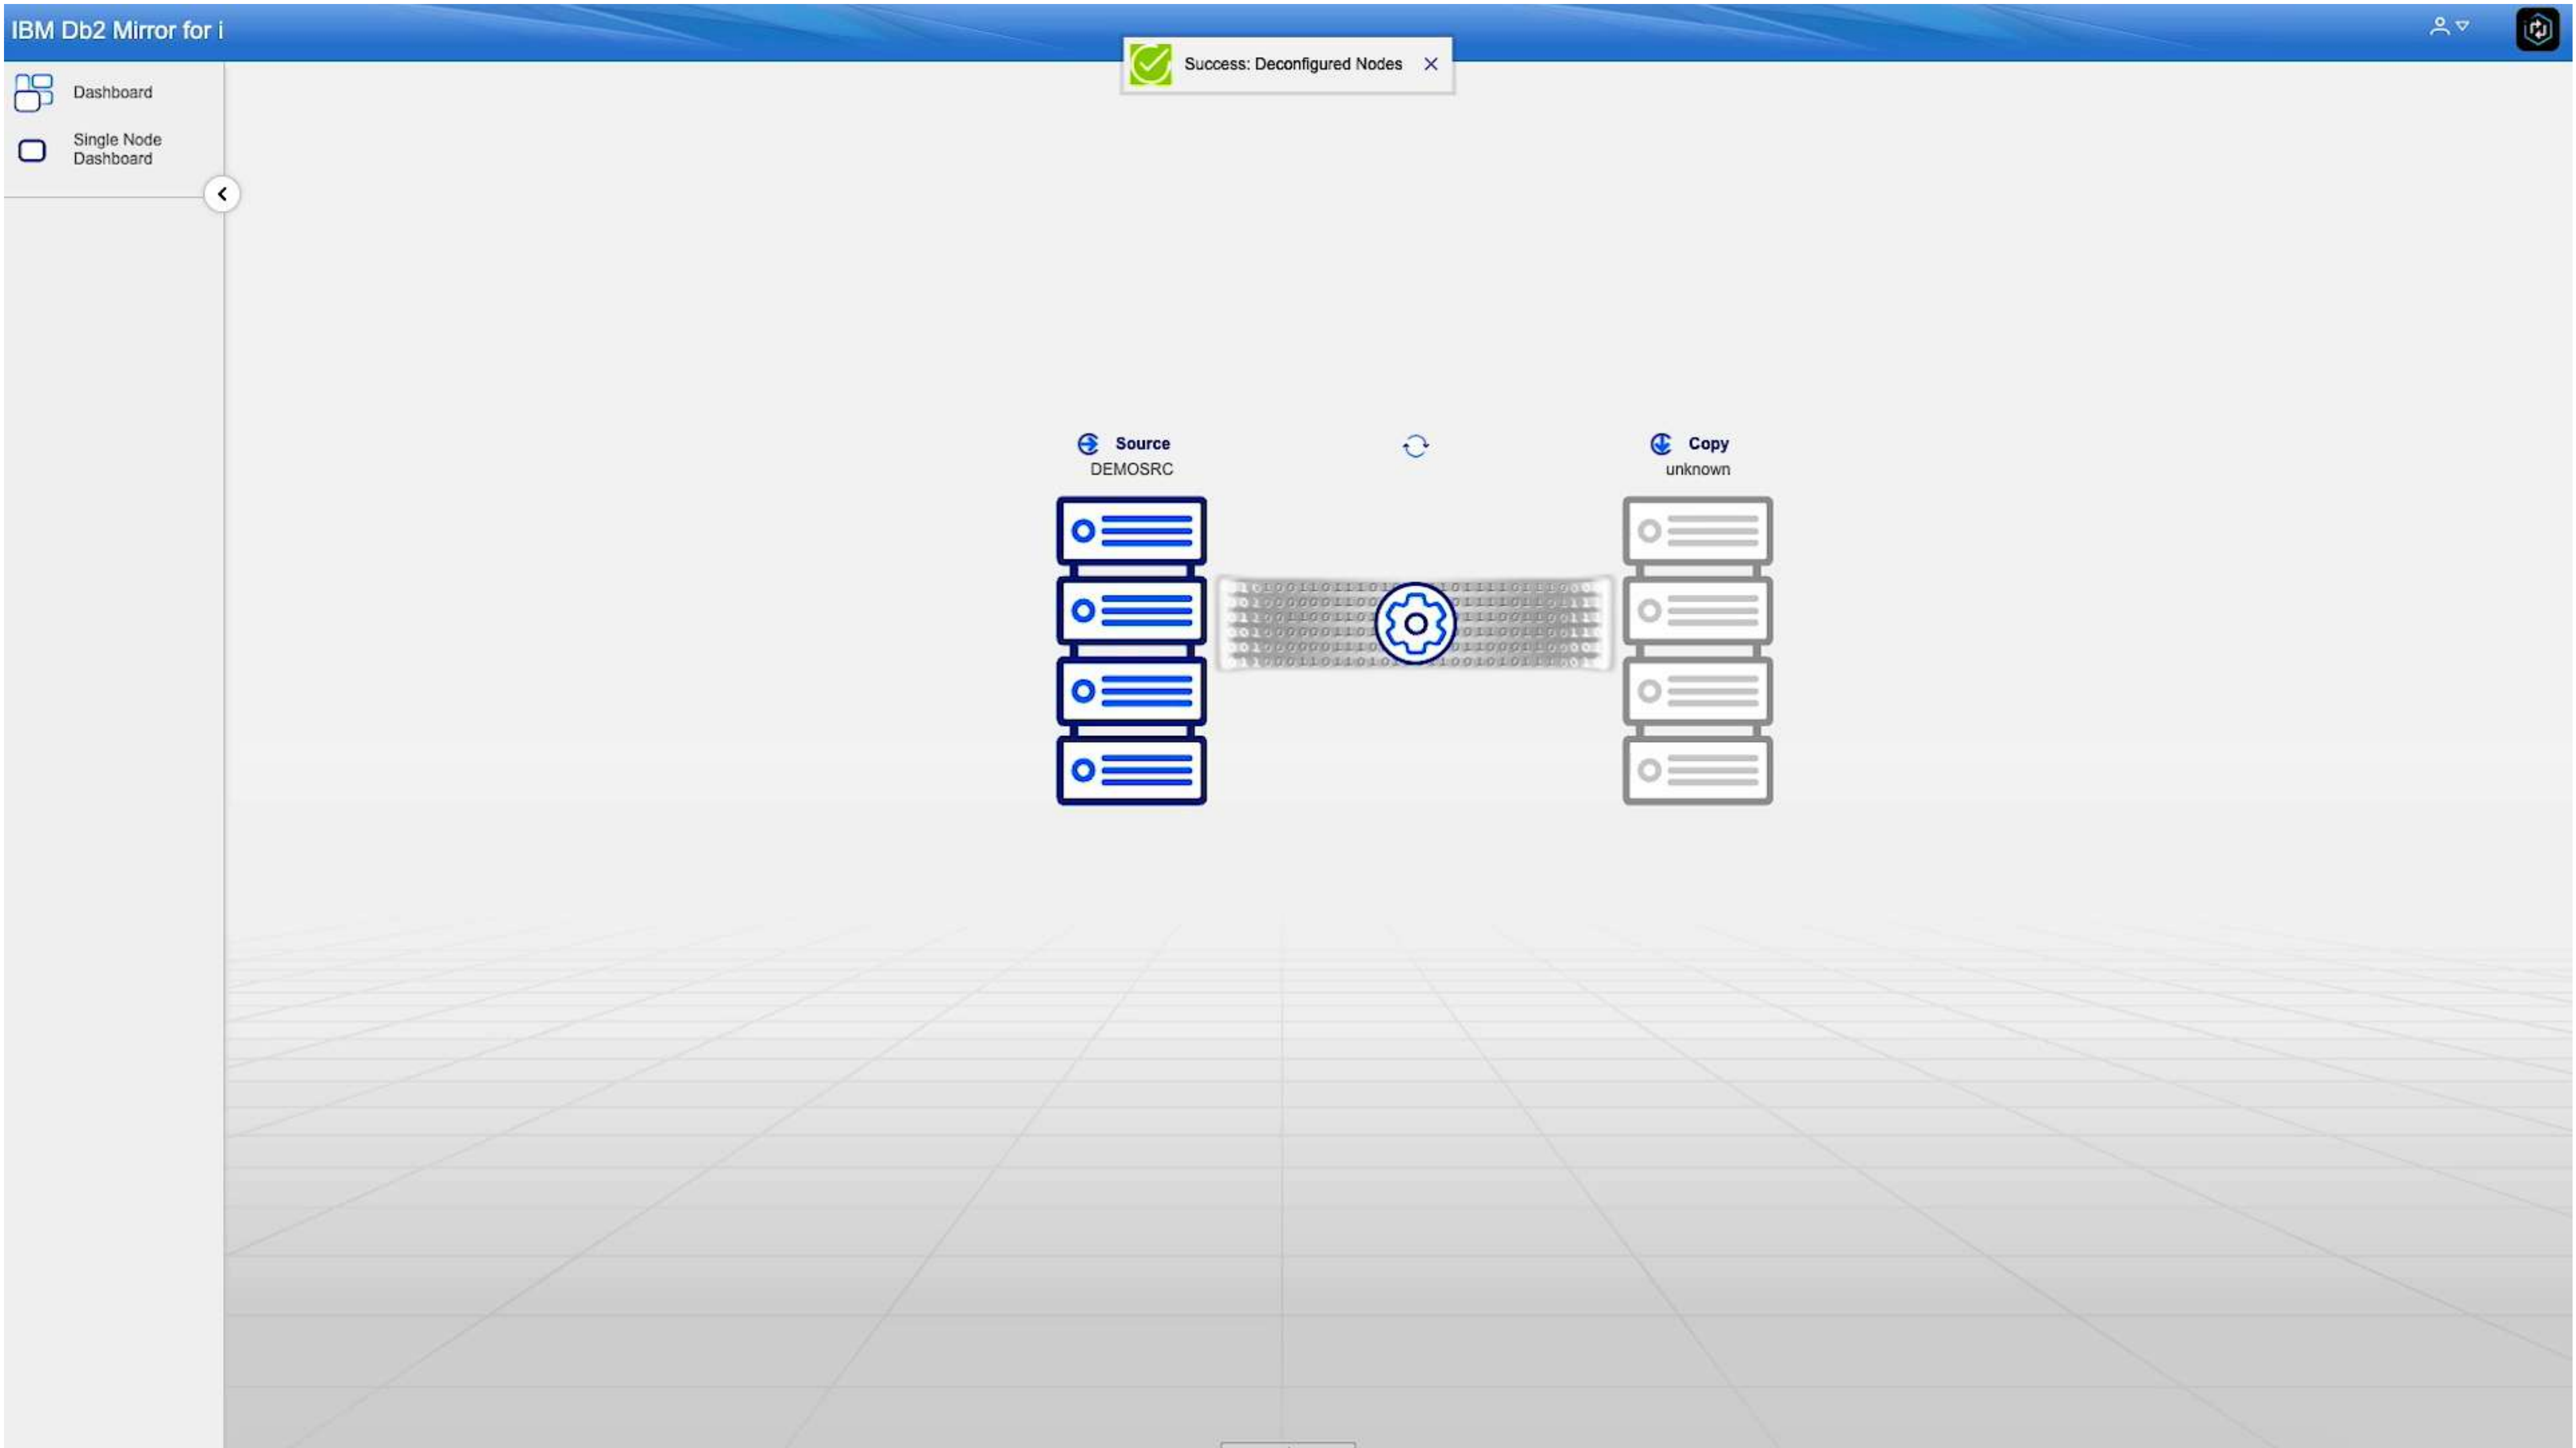 IBM Db2 Mirror for i
Success: Deconfigured Nodes
Dashboard
Single Node
Dashboard
Source
DEMOSRC
Copy
unknown